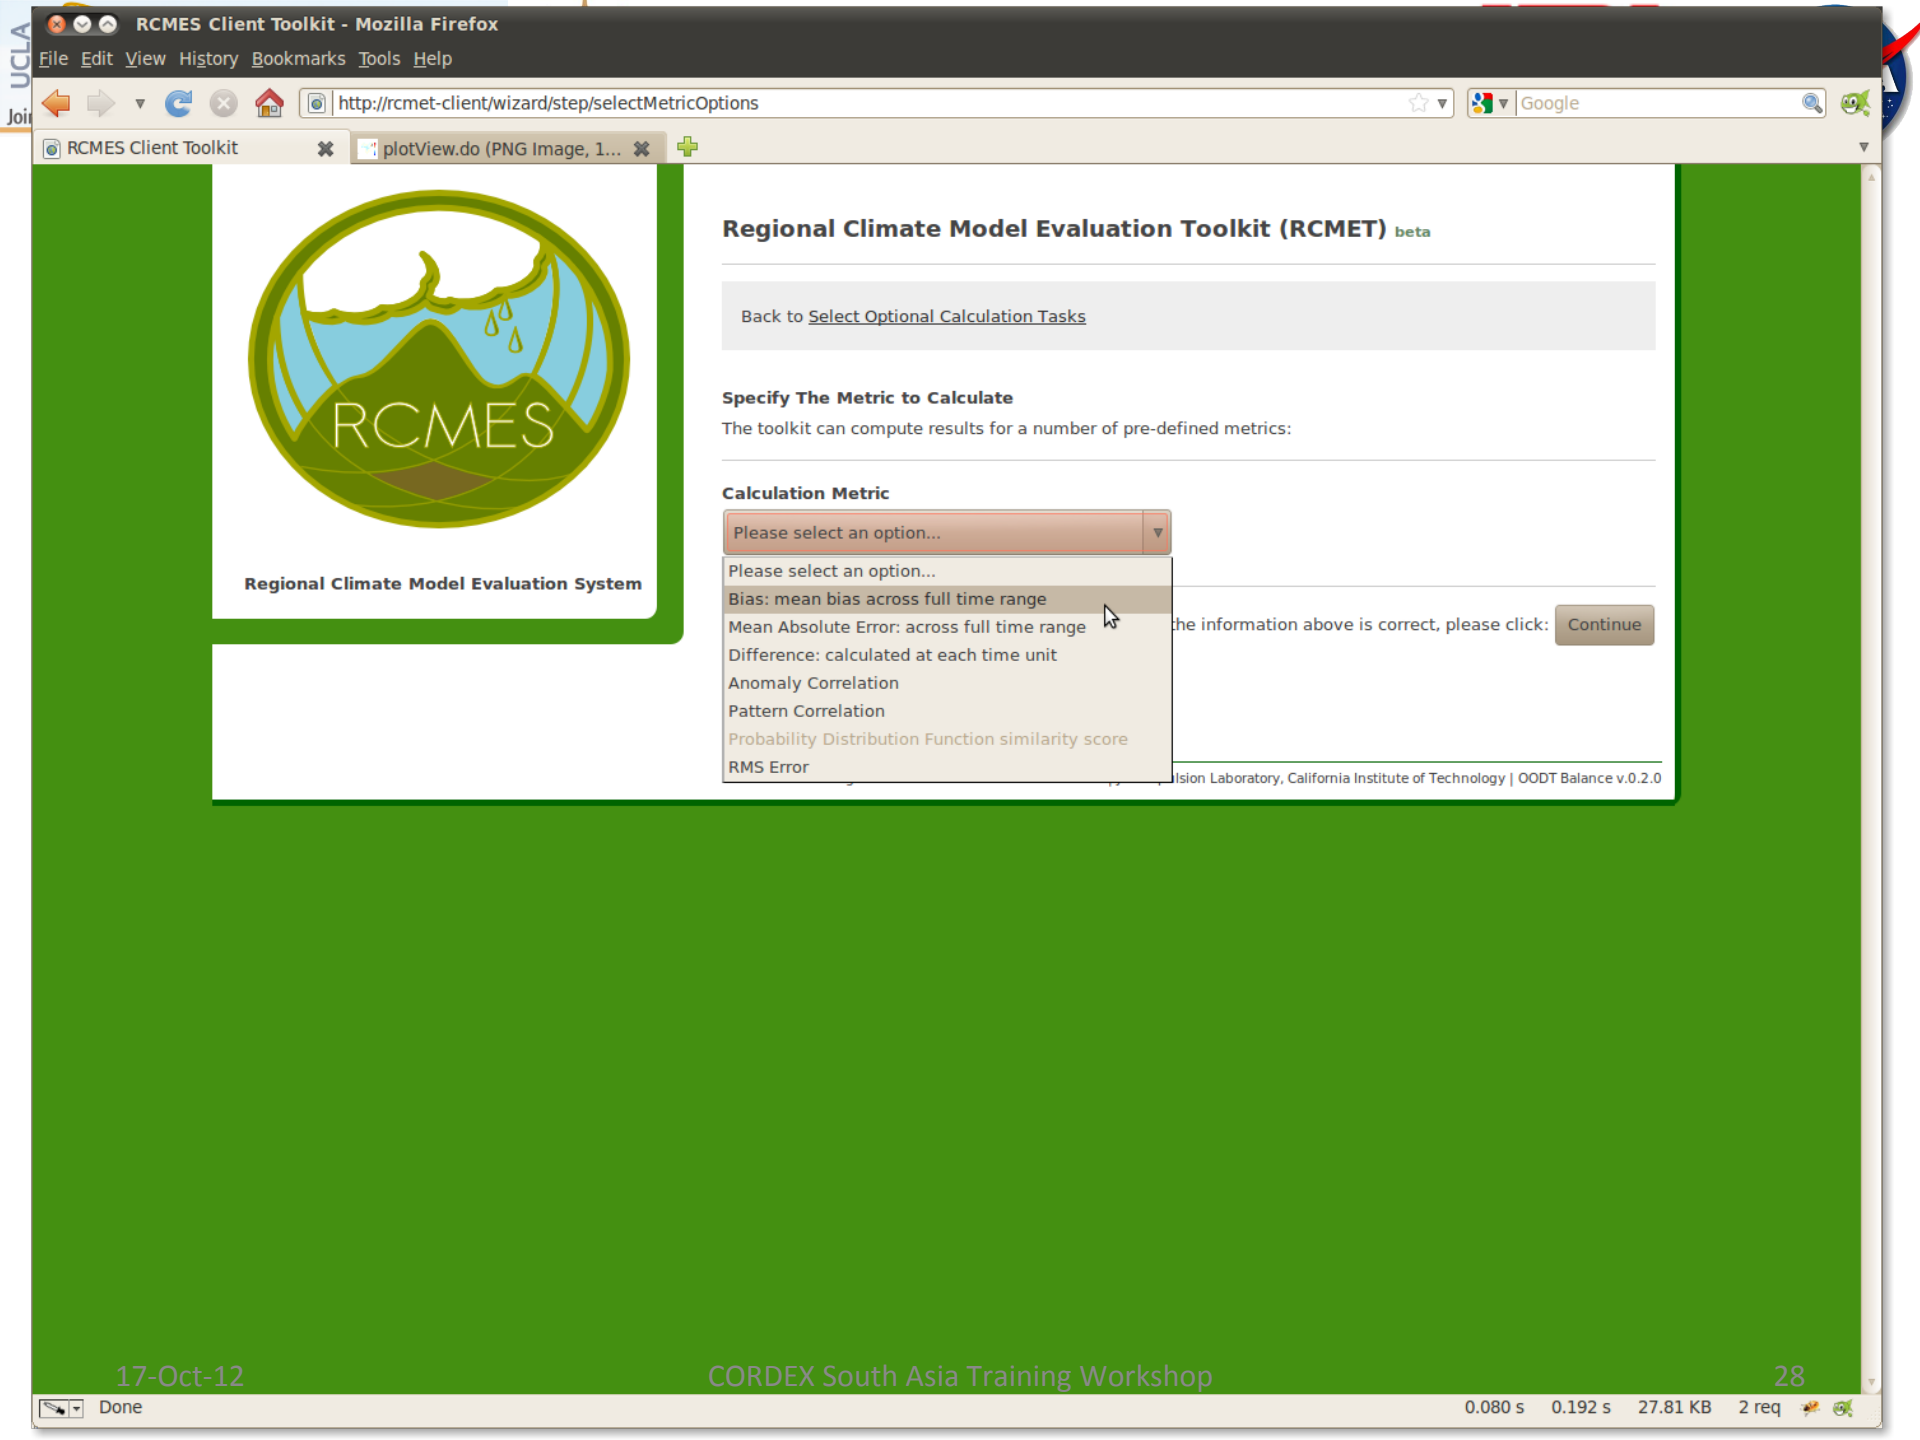 UCLA
Joi
RCMES Client Toolkit - Mozilla Firefox
File Edit View History Bookmarks Tools Help
http://rcmet-client/wizard/step/selectMetricOptions
Google
RCMES Client Toolkit
plotView.do (PNG Image, 1...
RCMES
Regional Climate Model Evaluation System
Regional Climate Model Evaluation Toolkit (RCMET) beta
Back to Select Optional Calculation Tasks
Specify The Metric to Calculate
The toolkit can compute results for a number of pre-defined metrics:
Calculation Metric
Please select an option...
Please select an option...
Bias: mean bias across full time range
Mean Absolute Error: across full time range
Difference: calculated at each time unit
Anomaly Correlation
Pattern Correlation
Probability Distribution Function similarity score
RMS Error
the information above is correct, please click: Continue
lsion Laboratory, California Institute of Technology | OODT Balance v.0.2.0
17-Oct-12
CORDEX South Asia Training Workshop
28
Done
0.080 s 0.192 s 27.81 KB 2 req